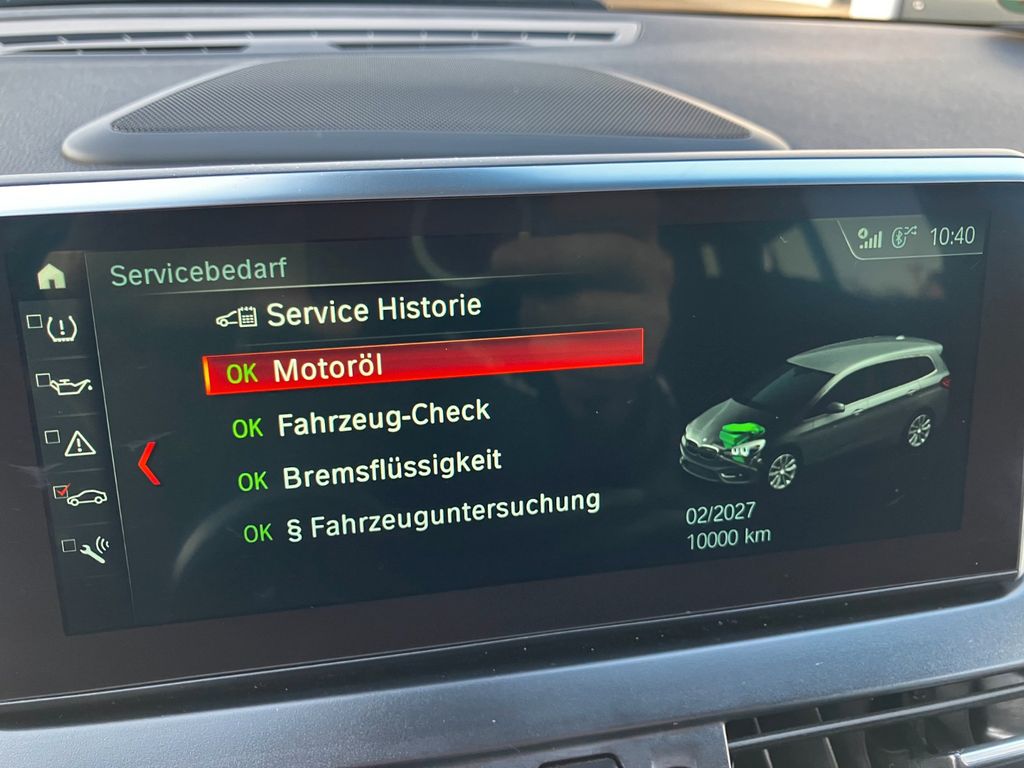 10:40
Servicebedarf
Service Historie
OK Motoröl
OK Fahrzeug-Check
OK Bremsflüssigkeit
OK § Fahrzeuguntersuchung
02/2027
10000 km